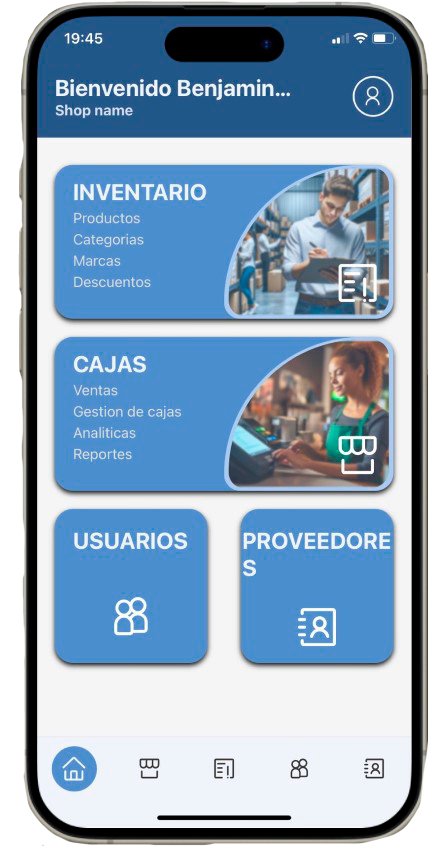 19:45
Bienvenido Benjamin...
Shop name
INVENTARIO
Productos
Categorias
Marcas
Descuentos
CAJAS
Ventas
Gestion de cajas
Analiticas
Reportes
USUARIOS
PROVEEDORE
S